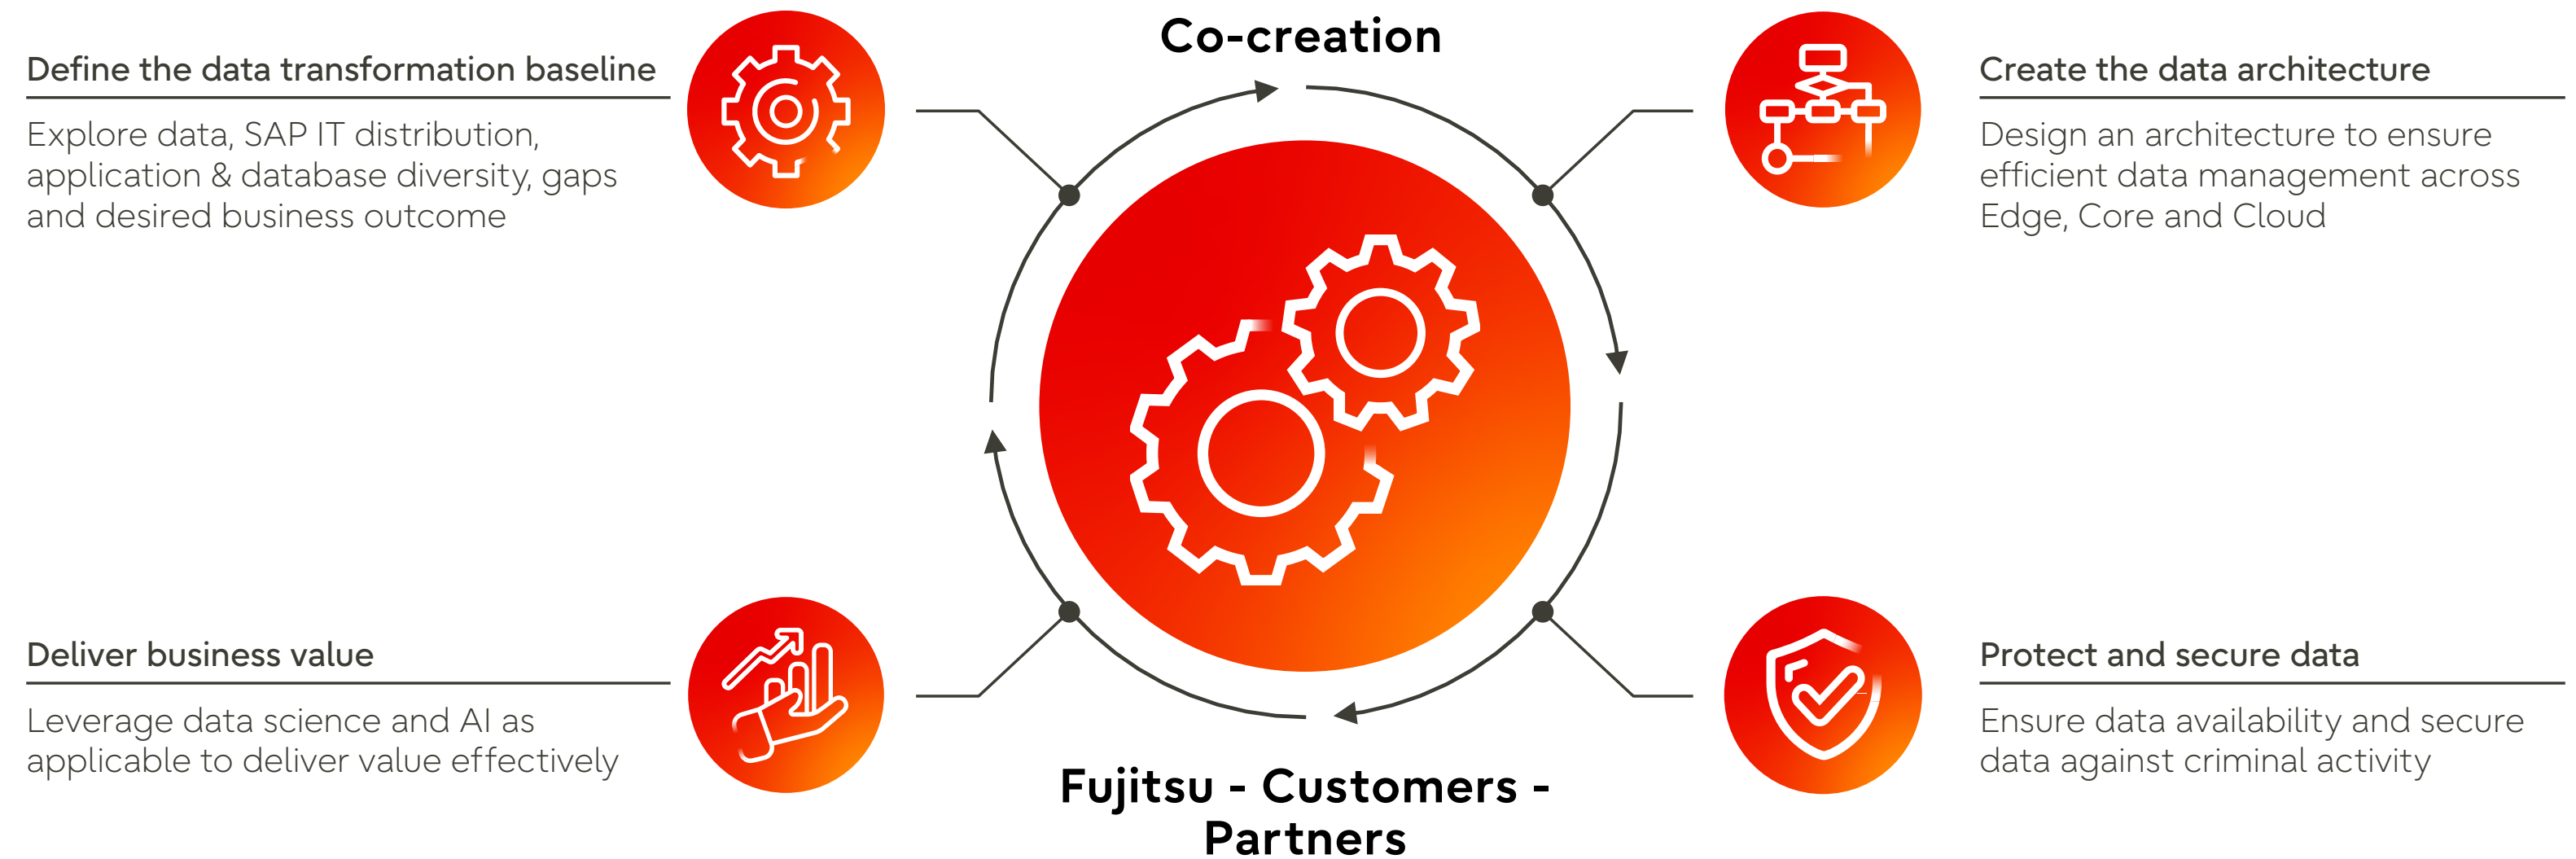 Co-creation
Define the data transformation baseline
Explore data, SAP IT distribution,
application & database diversity, gaps
and desired business outcome
Create the data architecture
Design an architecture to ensure
efficient data management across
Edge, Core and Cloud
Deliver business value
Leverage data science and AI as
applicable to deliver value effectively
Protect and secure data
Ensure data availability and secure
data against criminal activity
Fujitsu - Customers -
Partners